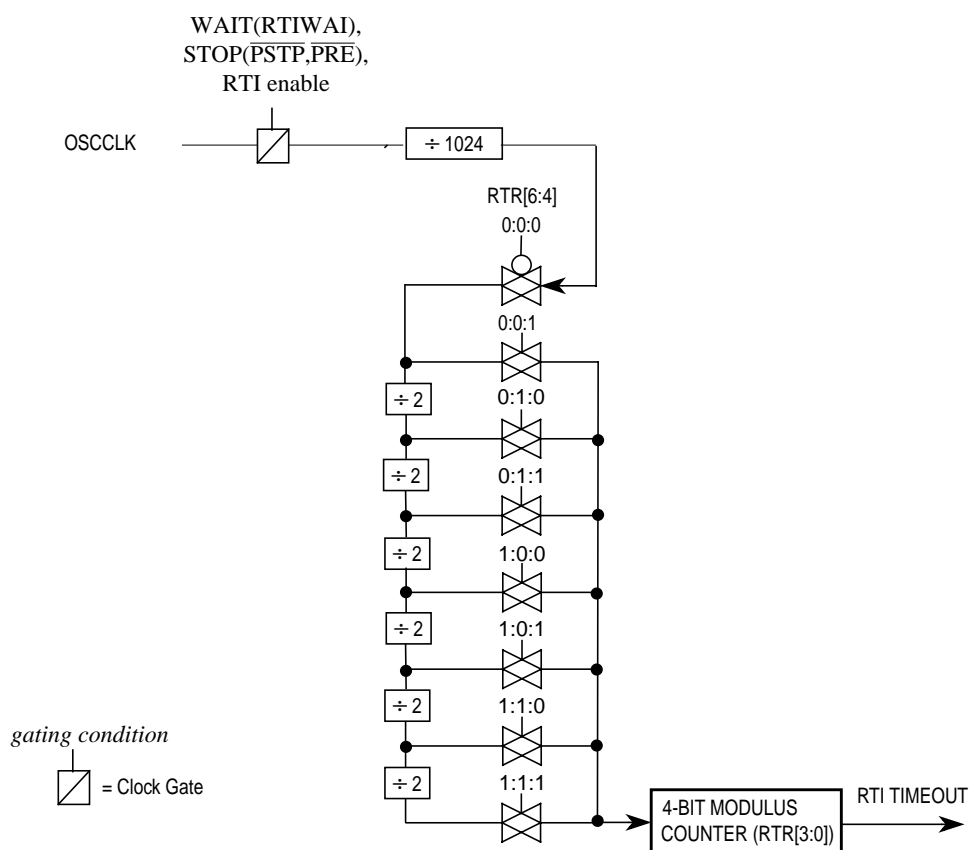 WAIT(RTIWAI),
STOP(PSTP,PRE),
RTI enable
OSCCLK
÷ 1024
RTR[6:4]
0:0:0
0:0:1
÷ 2
0:1:0
÷ 2
0:1:1
÷ 2
1:0:0
÷ 2
1:0:1
÷ 2
1:1:0
÷ 2
1:1:1
gating condition
= Clock Gate
4-BIT MODULUS
COUNTER (RTR[3:0])
RTI TIMEOUT